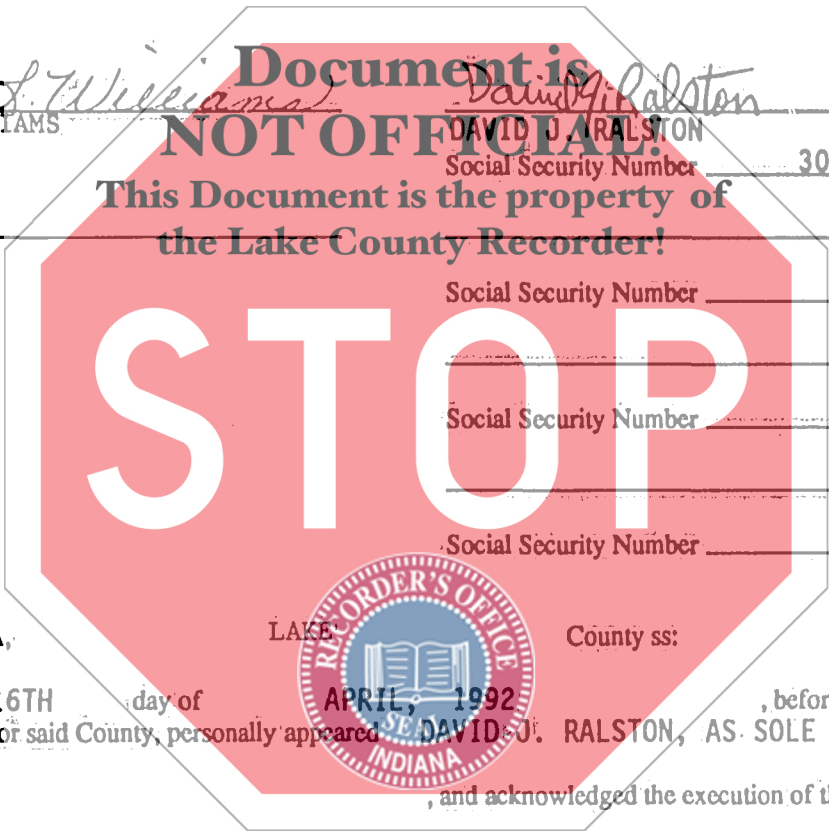 S. Williams David J. Ralston
IAMS DAVID J. RALSTON
Social Security Number 30
Social Security Number
Social Security Number
Social Security Number
LAKE County ss:
6TH day of APRIL, 1992 , befor
or said County, personally appeared DAVID J. RALSTON, AS SOLE
, and acknowledged the execution of th
Document is
NOT OFFICIAL!
This Document is the property of
the Lake County Recorder!
STOP
RECORDER'S OFFICE
SEAL
INDIANA